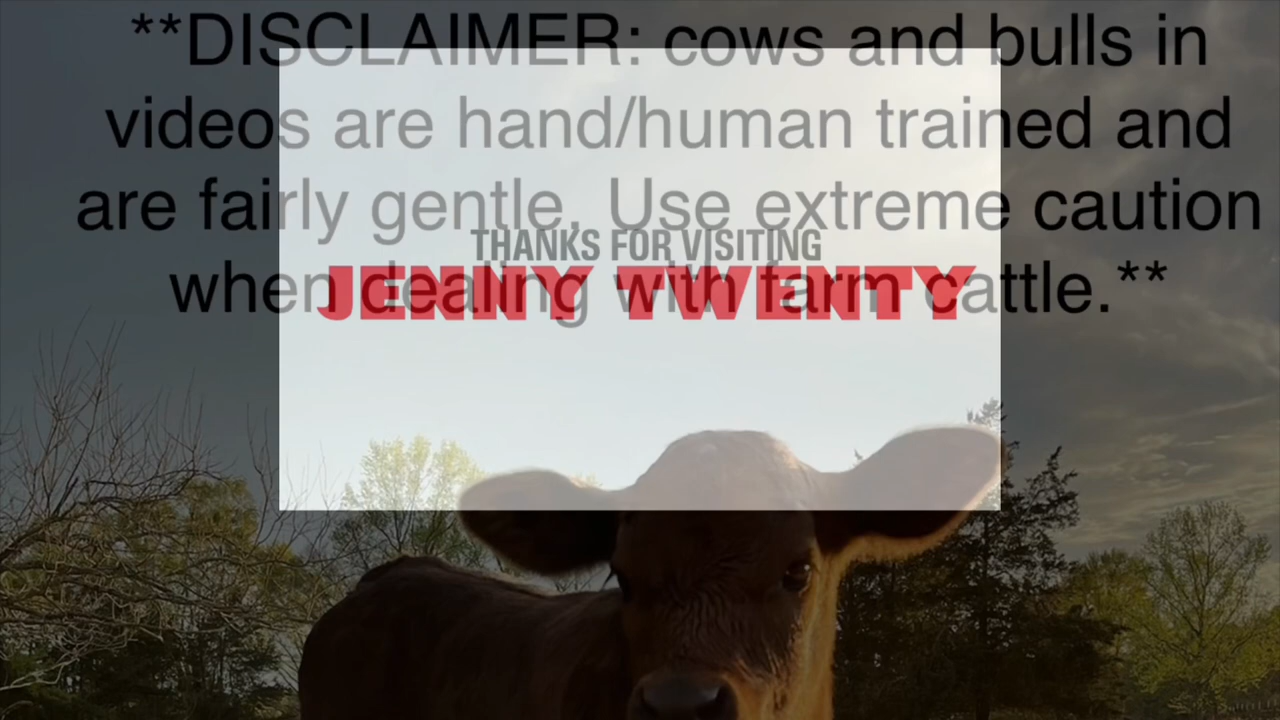 **DISCLAIMER: cows and bulls in
videos are hand/human trained and
are fairly gentle. Use extreme caution
when dealing with farm cattle.**
THANKS FOR VISITING
JENNY TWENTY